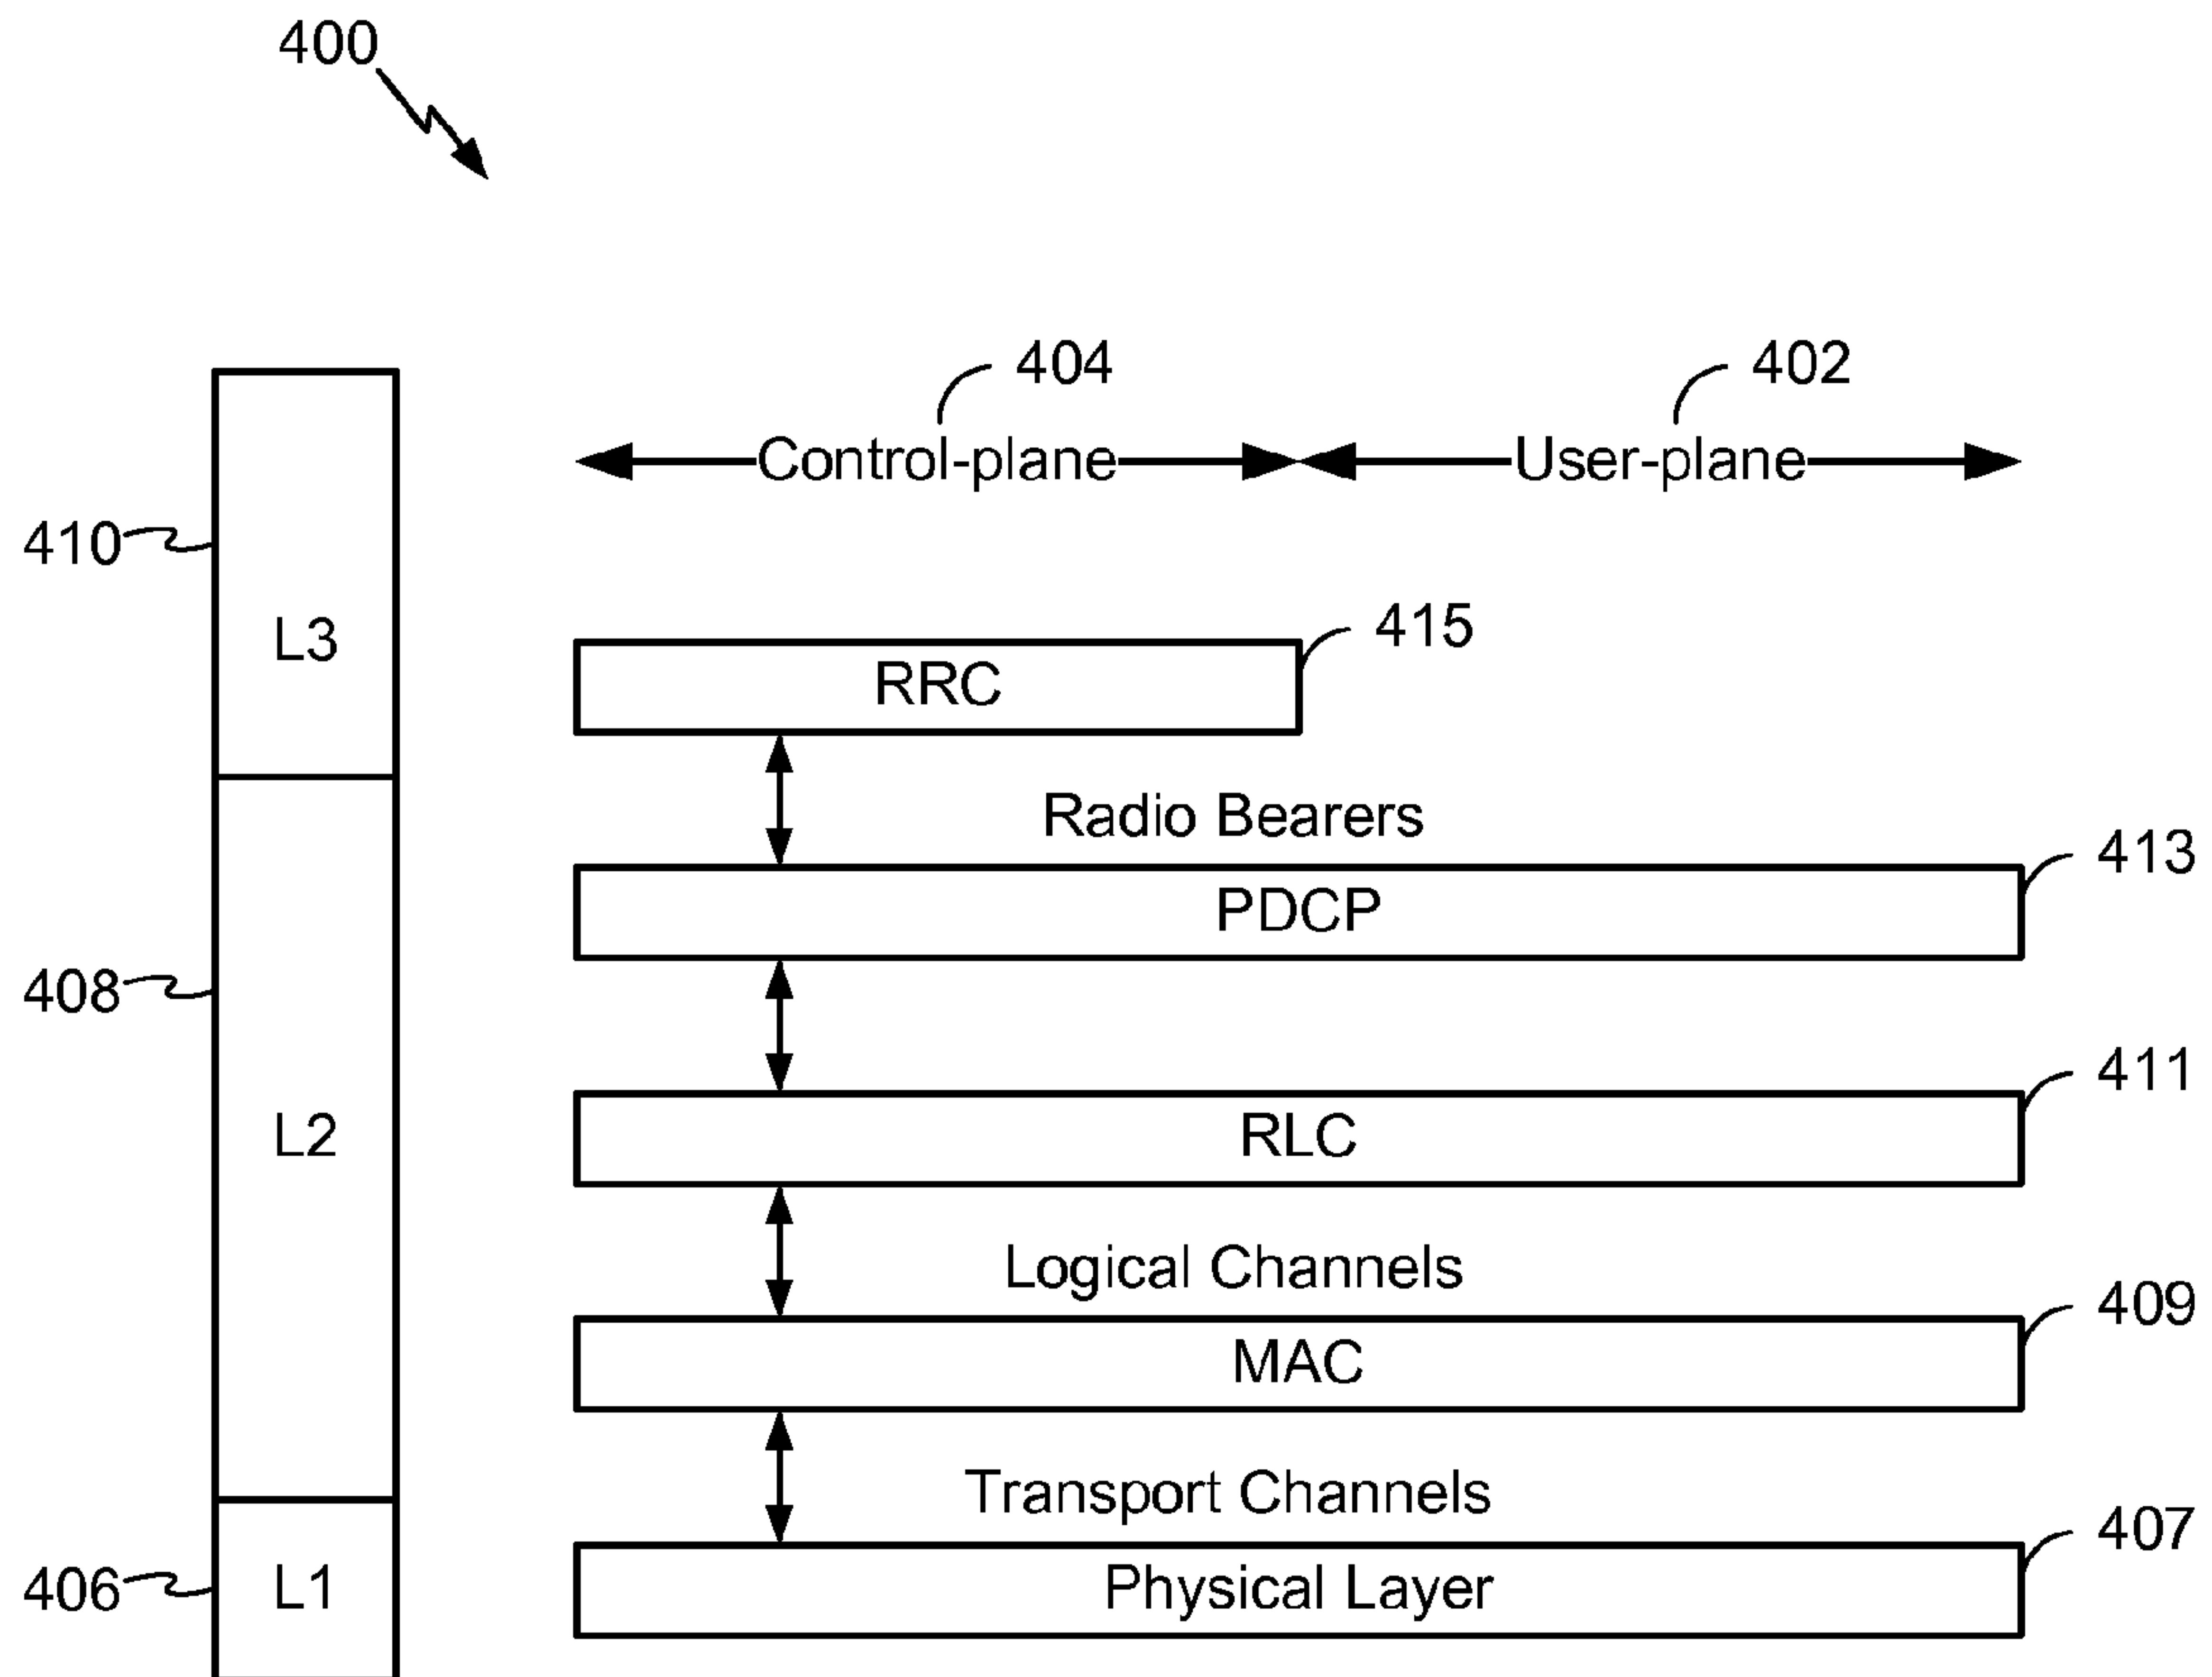 400
404
402
Control-plane
User-plane
410
L3
415
RRC
Radio Bearers
413
PDCP
408
411
L2
RLC
Logical Channels
409
MAC
Transport Channels
407
406
L1
Physical Layer